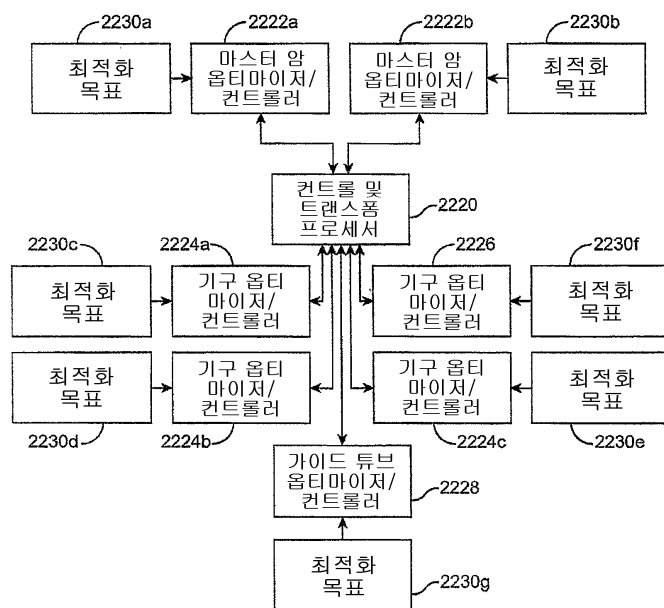 2230a
2222a
2222b
2230b
최적화
목표
마스터 암
옵티마이저/
컨트롤러
마스터 암
옵티마이저/
컨트롤러
최적화
목표
컨트롤 및
트랜스폼
프로세서
2220
2230c
2224a
2226
2230f
최적화
목표
기구 옵티
마이저/
컨트롤러
기구 옵티
마이저/
컨트롤러
최적화
목표
최적화
목표
기구 옵티
마이저/
컨트롤러
기구 옵티
마이저/
컨트롤러
최적화
목표
2230d
2224b
2224c
2230e
가이드 튜브
옵티마이저/
컨트롤러
2228
최적화
목표
2230g